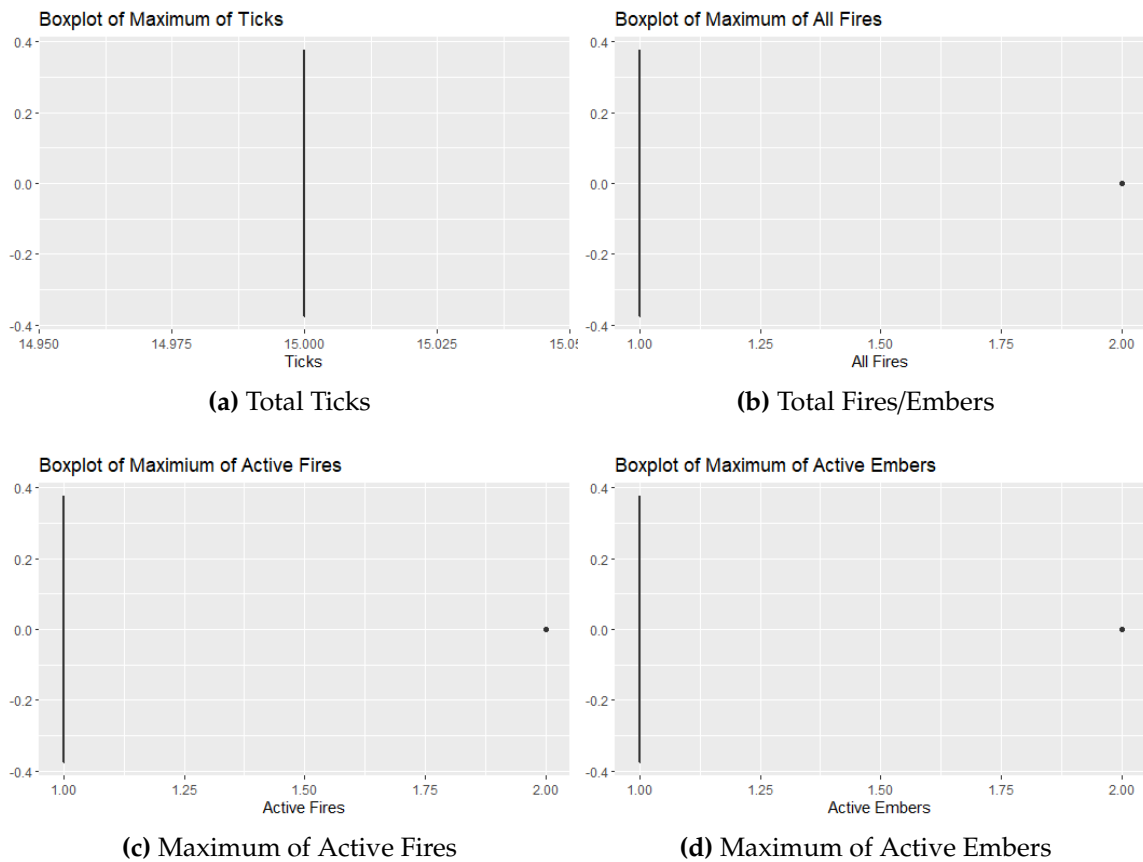 Boxplot of Maximum of Ticks
0.4
0.2
0.0
-0.2
-0.4
14.950 14.975 15.000 15.025 15.05
Ticks
(a) Total Ticks
Boxplot of Maximum of All Fires
0.4
0.2
0.0
-0.2
-0.4
1.00 1.25 1.50 1.75 2.00
All Fires
(b) Total Fires/Embers
Boxplot of Maximium of Active Fires
0.4
0.2
0.0
-0.2
-0.4
1.00 1.25 1.50 1.75 2.00
Active Fires
(c) Maximum of Active Fires
Boxplot of Maximum of Active Embers
0.4
0.2
0.0
-0.2
-0.4
1.00 1.25 1.50 1.75 2.00
Active Embers
(d) Maximum of Active Embers